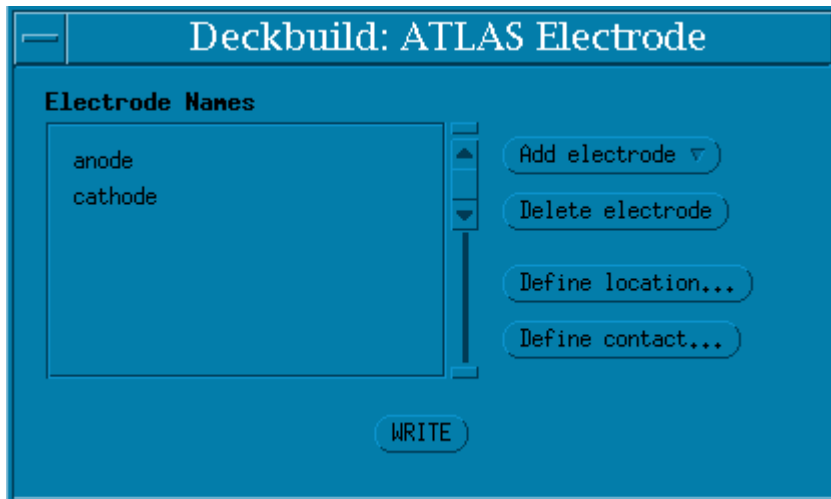 Deckbuild: ATLAS Electrode
Electrode Names
anode
cathode
Add electrode
Delete electrode
Define location...
Define contact...
WRITE